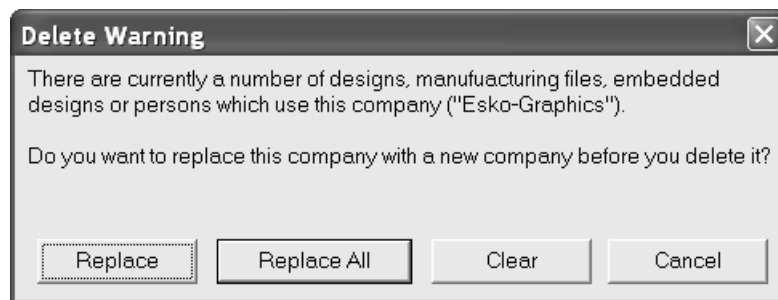 Delete Warning
There are currently a number of designs, manufuacturing files, embedded
designs or persons which use this company ("Esko-Graphics").
Do you want to replace this company with a new company before you delete it?
Replace Replace All Clear Cancel